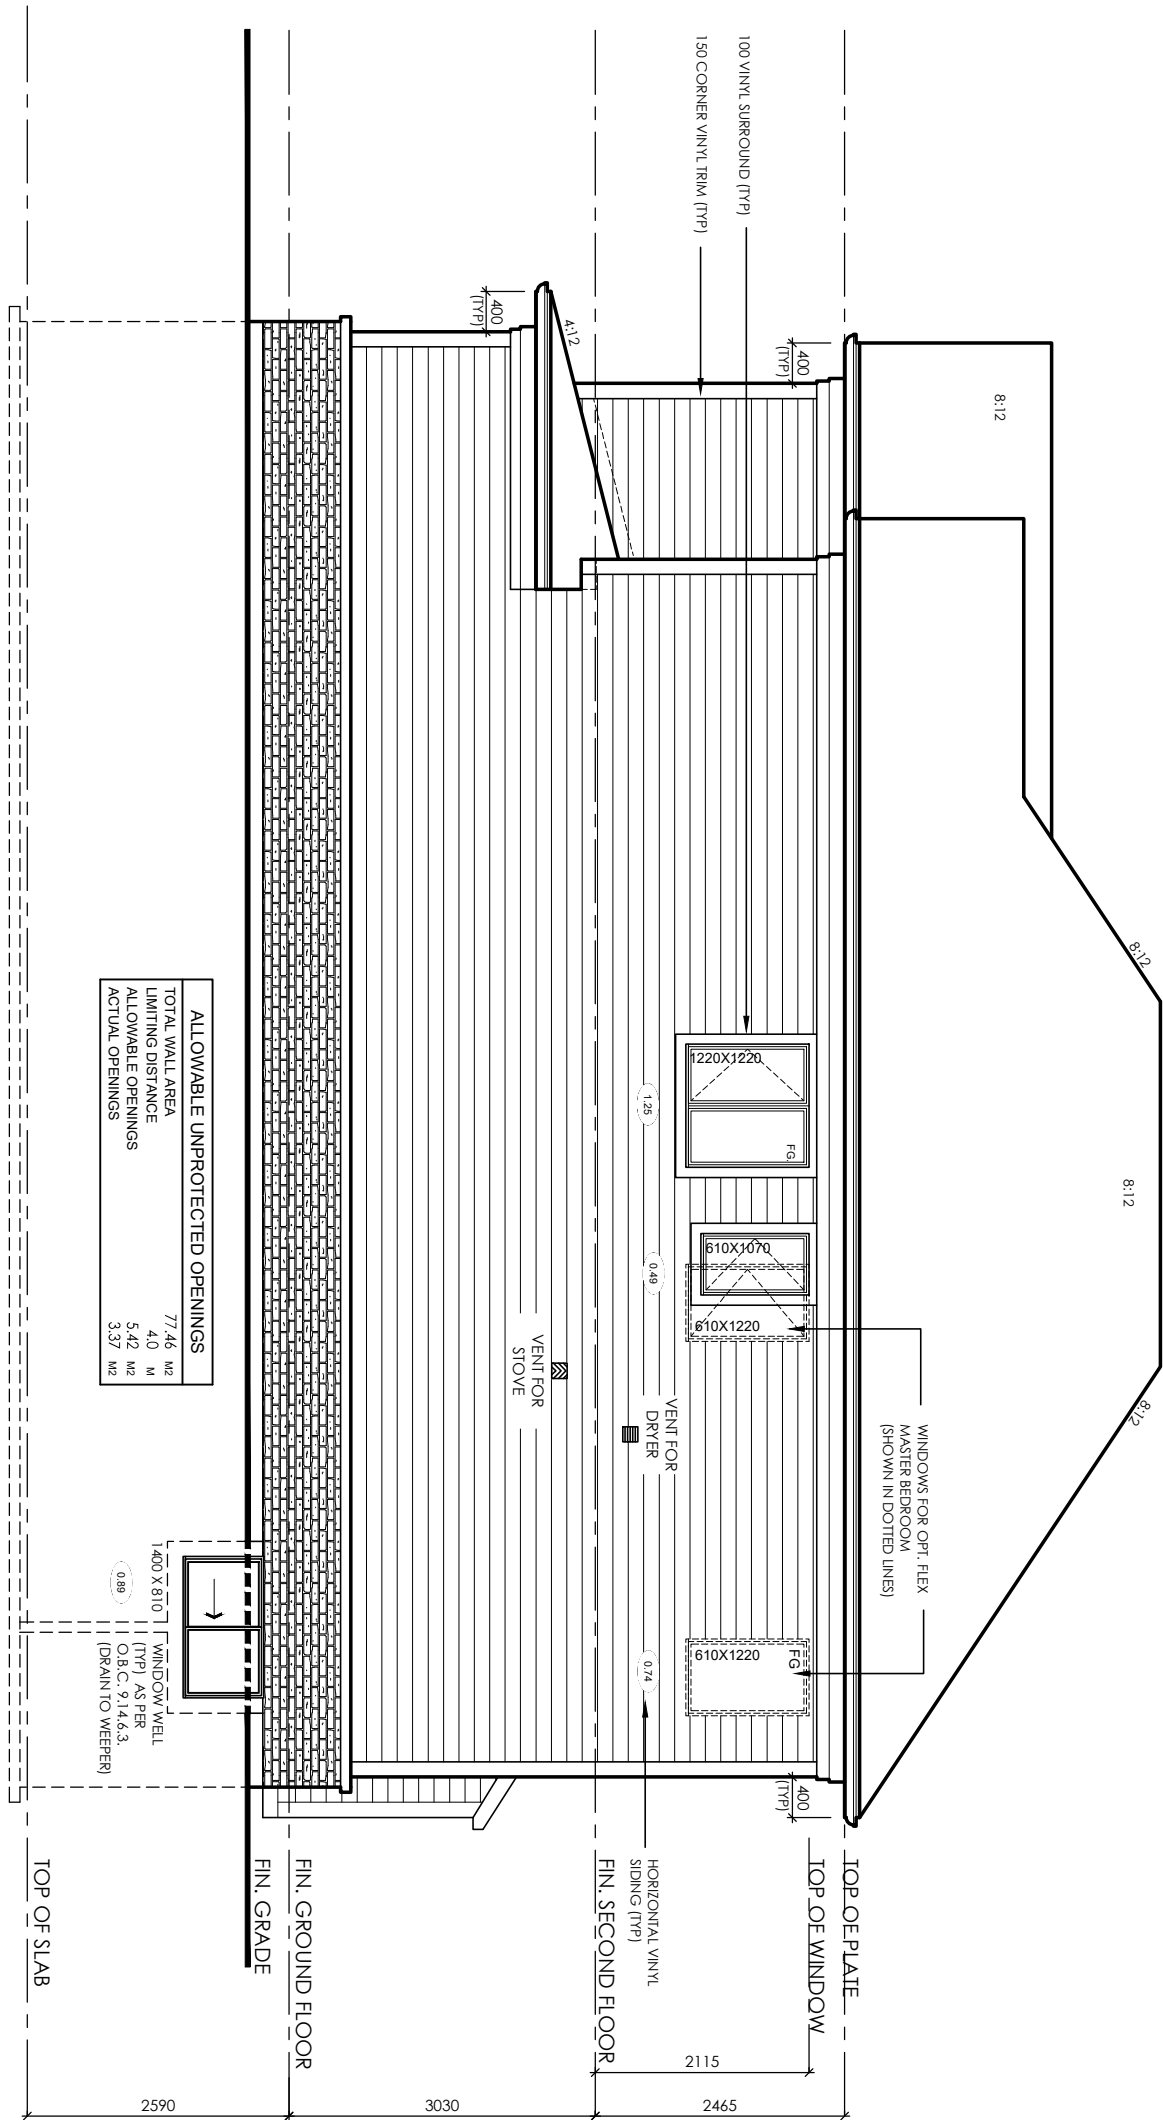 8:12
8:12
8:12
8:12
WINDOWS FOR OPT. FLEX
MASTER BEDROOM
(SHOWN IN DOTTED LINES)
100 VINYL SURROUND (TYP)
150 CORNER VINYL TRIM (TYP)
400
(TYP)
400
(TYP)
TOP OF PLATE
TOP OF WINDOW
1220X1220
FG.
610X1070
610X1220
FG
610X1220
1.25
0.49
0.74
VENT FOR
DRYER
HORIZONTAL VINYL
SIDING (TYP)
FIN. SECOND FLOOR
4:12
400
(TYP)
VENT FOR
STOVE
FIN. GROUND FLOOR
FIN. GRADE
ALLOWABLE UNPROTECTED OPENINGS
TOTAL WALL AREA 77.46 M2
LIMITING DISTANCE 4.0 M
ALLOWABLE OPENINGS 5.42 M2
ACTUAL OPENINGS 3.37 M2
1400 X 810
0.89
WINDOW WELL
(TYP) AS PER
O.B.C. 9.14.6.3.
(DRAIN TO WEEPER)
TOP OF SLAB
2115
2465
3030
2590